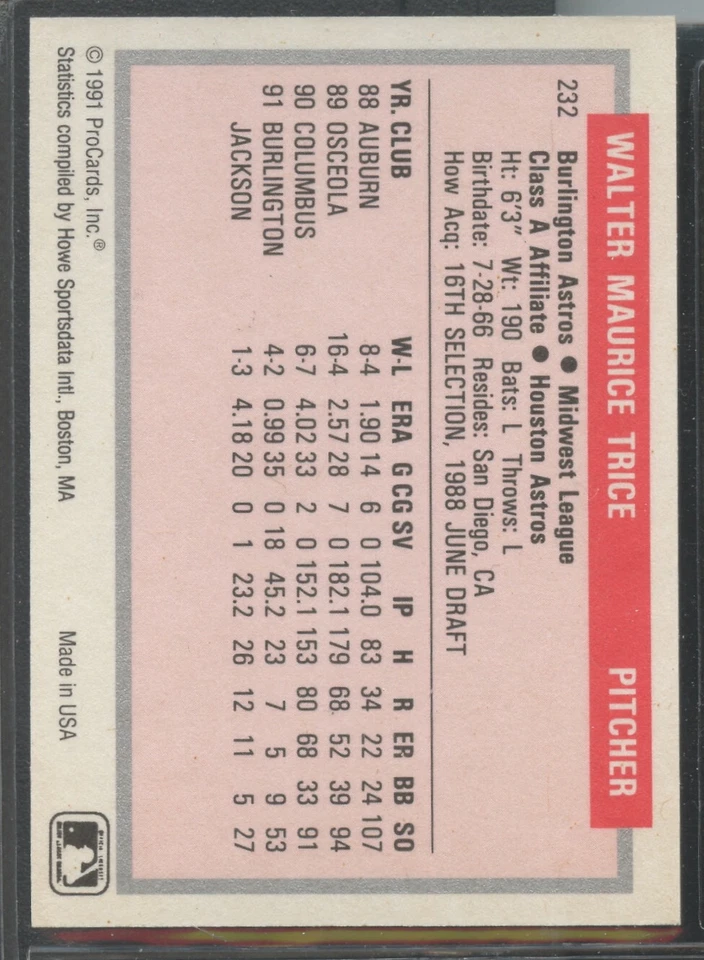 WALTER MAURICE TRICE PITCHER
232 Burlington Astros ● Midwest League
Class A Affiliate ● Houston Astros
Ht: 6'3" Wt: 190 Bats: L Throws: L
Birthdate: 7-28-66 Resides: San Diego, CA
How Acq: 16TH SELECTION, 1988 JUNE DRAFT
YR. CLUB W-L ERA G CG SV IP H R ER BB SO
88 AUBURN 8-4 1.90 14 6 0 104.0 83 34 22 24 107
89 OSCEOLA 16-4 2.57 28 7 0 182.1 179 68 52 39 94
90 COLUMBUS 6-7 4.02 33 2 0 152.1 153 80 68 33 91
91 BURLINGTON 4-2 0.99 35 0 18 45.2 23 7 5 9 53
JACKSON 1-3 4.18 20 0 1 23.2 26 12 11 5 27
© 1991 ProCards, Inc.®
Statistics compiled by Howe Sportsdata Intl., Boston, MA Made in USA